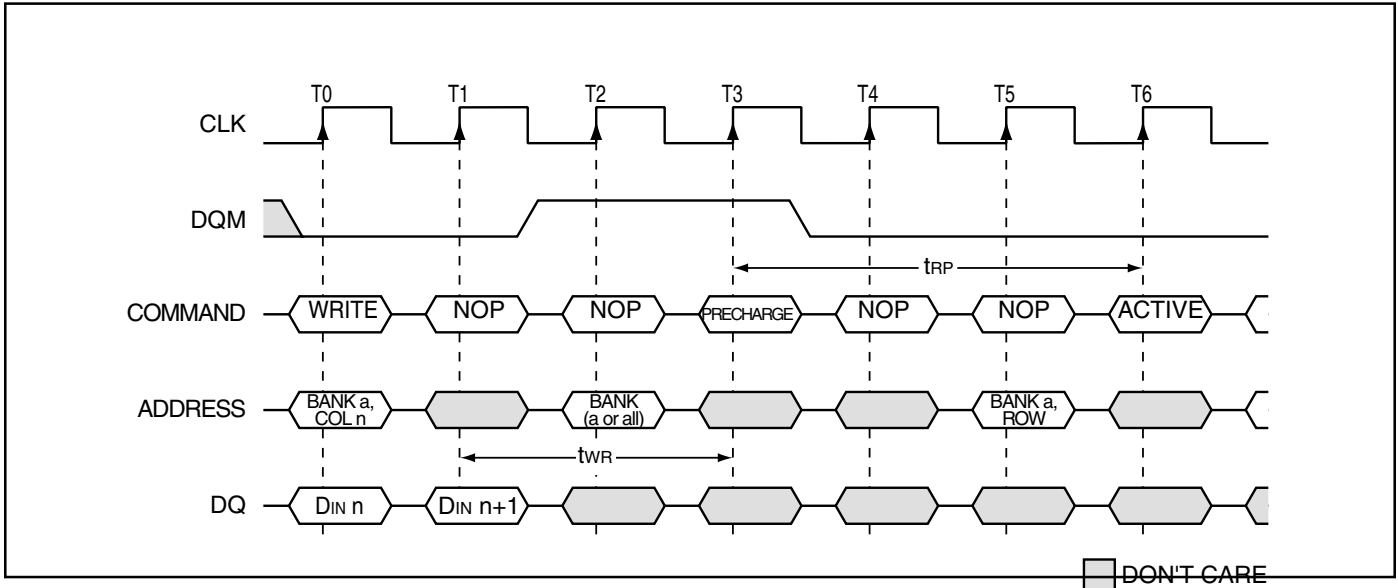 T0 T1 T2 T3 T4 T5 T6
CLK
DQM
tRP
COMMAND WRITE NOP NOP PRECHARGE NOP NOP ACTIVE
ADDRESS BANK a, COL n BANK (a or all) BANK a, ROW
tWR
DQ DIN n DIN n+1
DON'T CARE